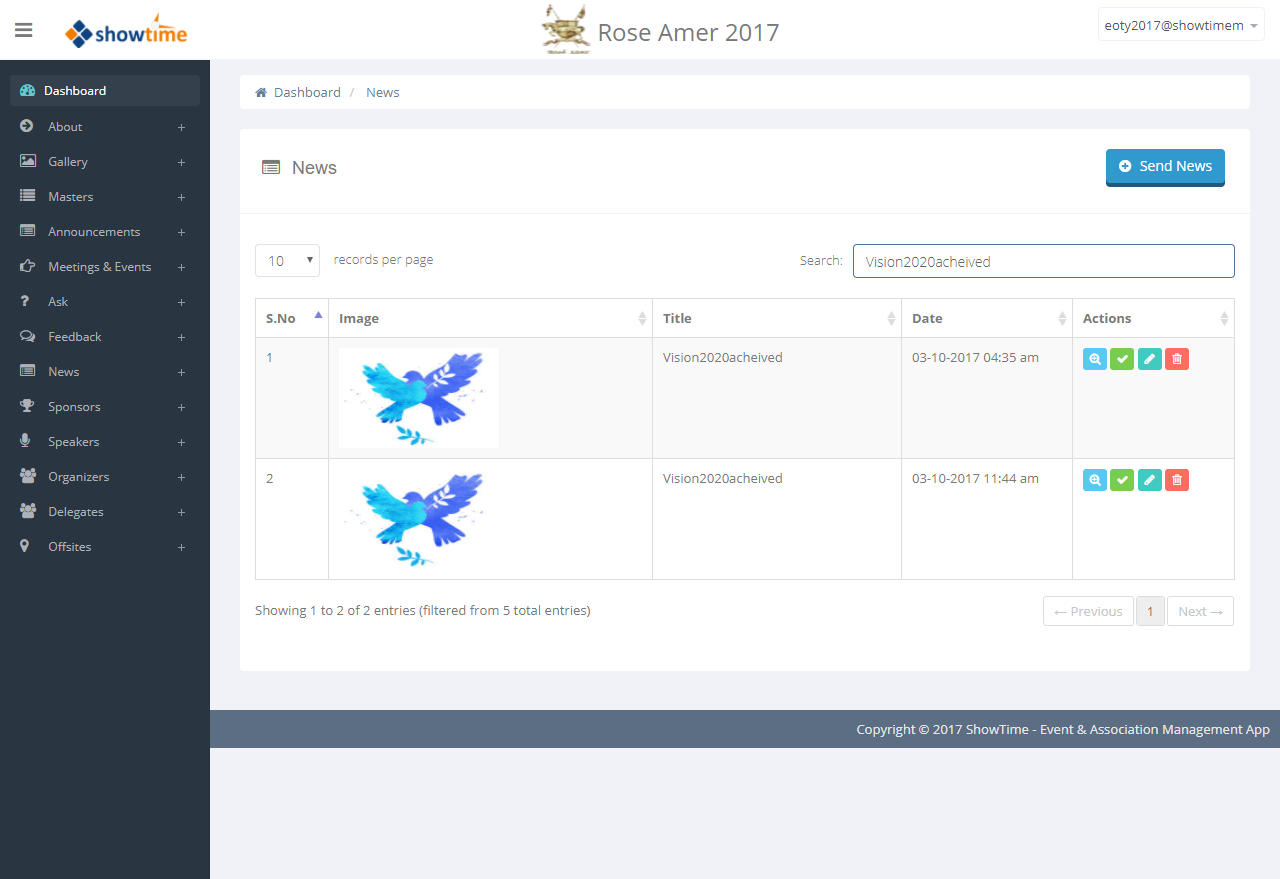 showtime
Rose Amer 2017
eoty2017@showtimem
Dashboard
About +
Gallery +
Masters +
Announcements +
Meetings & Events +
? Ask +
Feedback +
News +
Sponsors +
Speakers +
Organizers +
Delegates +
Offsites +
Dashboard / News
News
Send News
10 records per page
Search: Vision2020acheived
S.No Image Title Date Actions
1 Vision2020acheived 03-10-2017 04:35 am
2 Vision2020acheived 03-10-2017 11:44 am
Showing 1 to 2 of 2 entries (filtered from 5 total entries)
← Previous 1 Next →
Copyright © 2017 ShowTime - Event & Association Management App